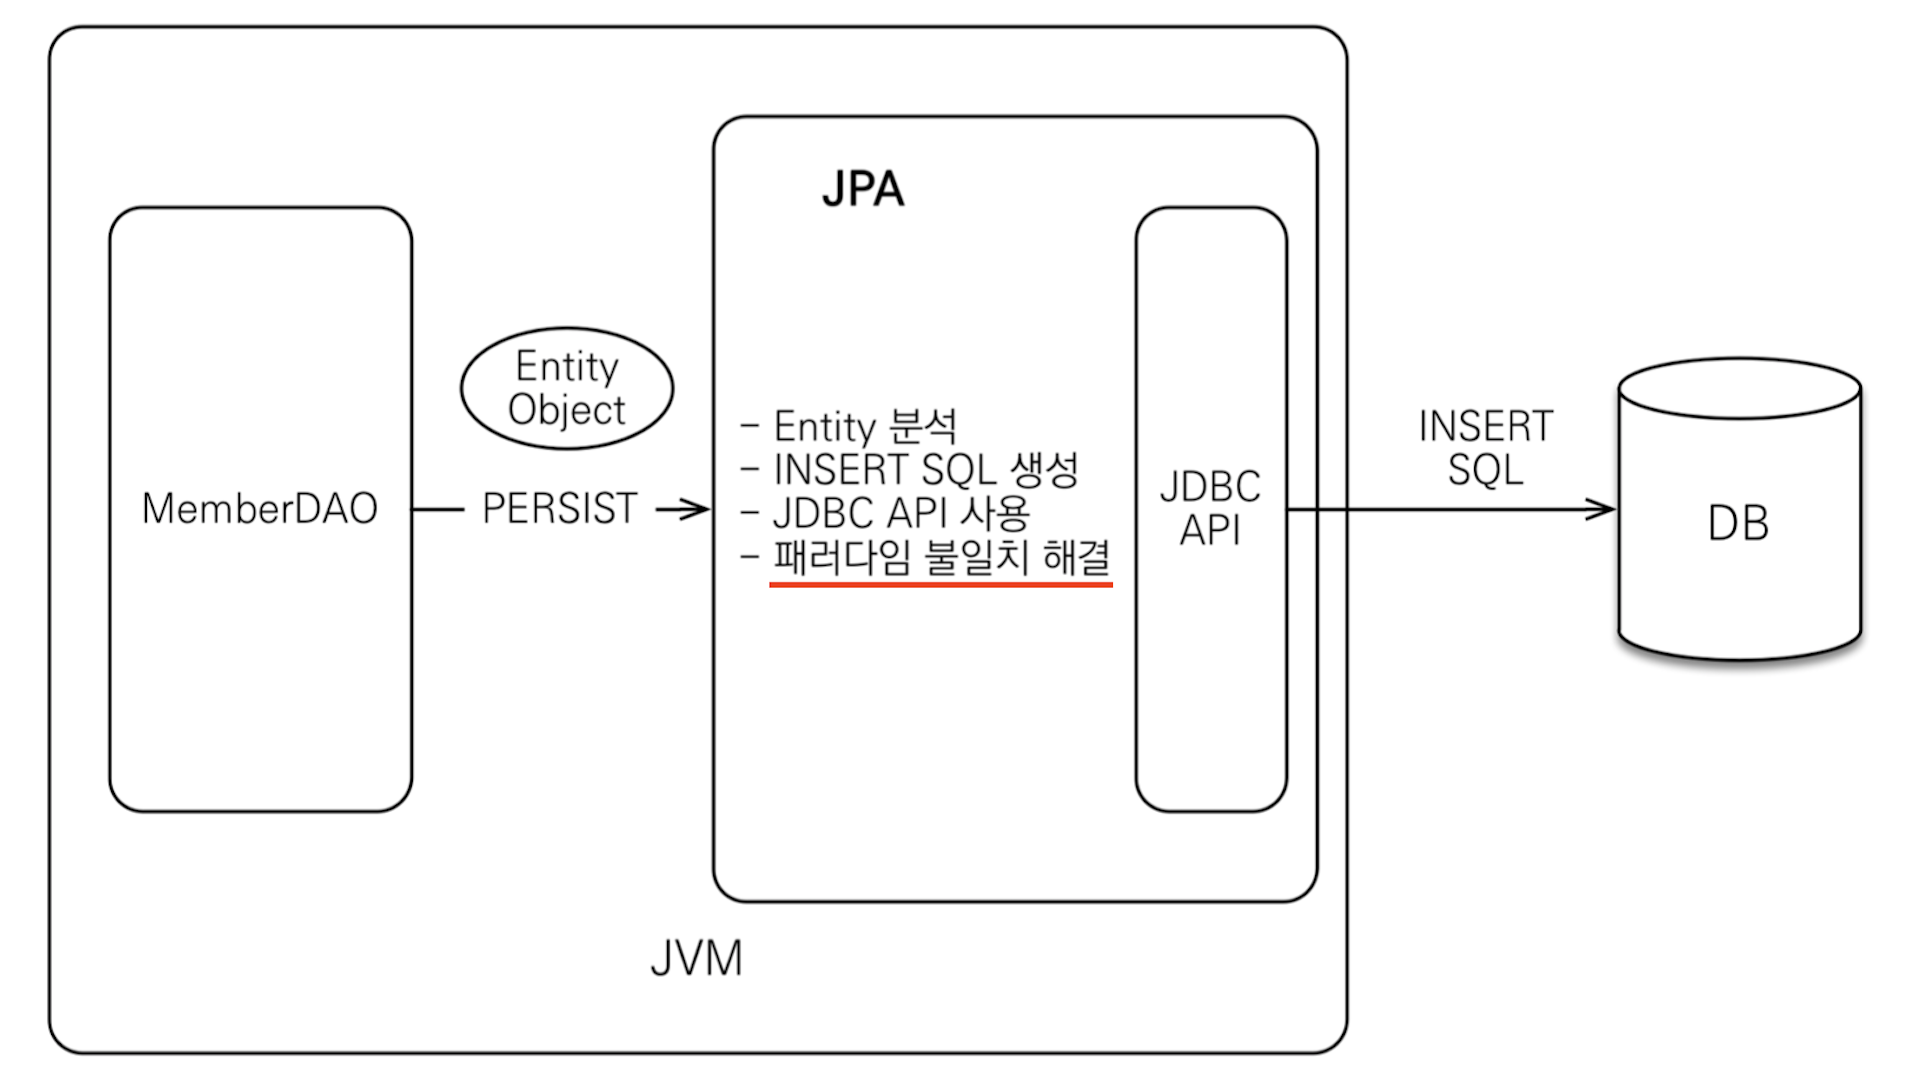 JPA
Entity
Object
MemberDAO
PERSIST
- Entity 분석
- INSERT SQL 생성
- JDBC API 사용
- 패러다임 불일치 해결
JDBC
API
INSERT
SQL
DB
JVM